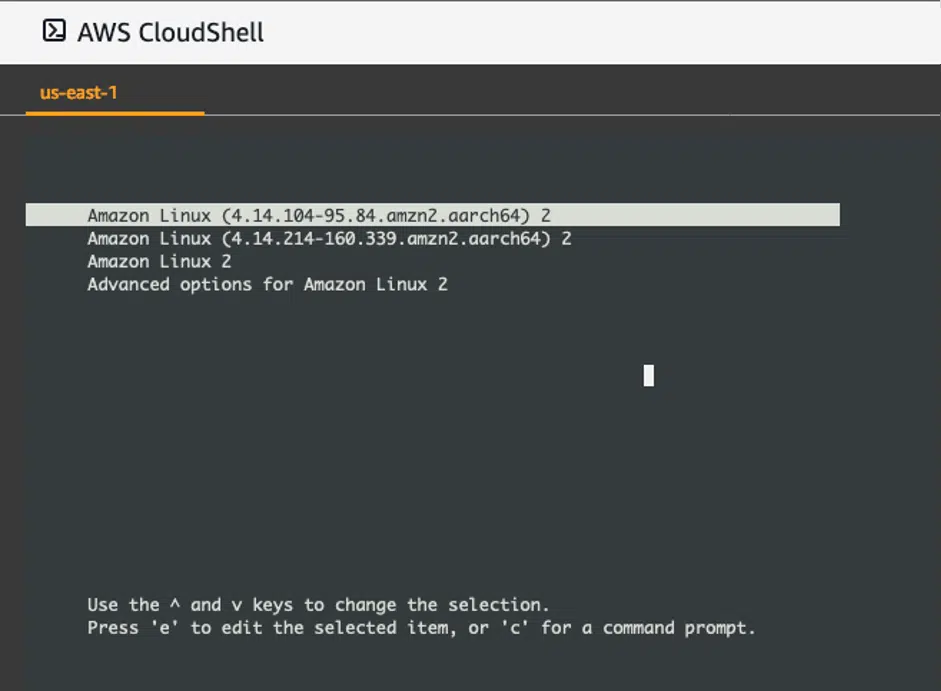 AWS CloudShell
us-east-1
Amazon Linux (4.14.104-95.84.amzn2.aarch64) 2
Amazon Linux (4.14.214-160.339.amzn2.aarch64) 2
Amazon Linux 2
Advanced options for Amazon Linux 2
Use the ^ and v keys to change the selection.
Press 'e' to edit the selected item, or 'c' for a command prompt.